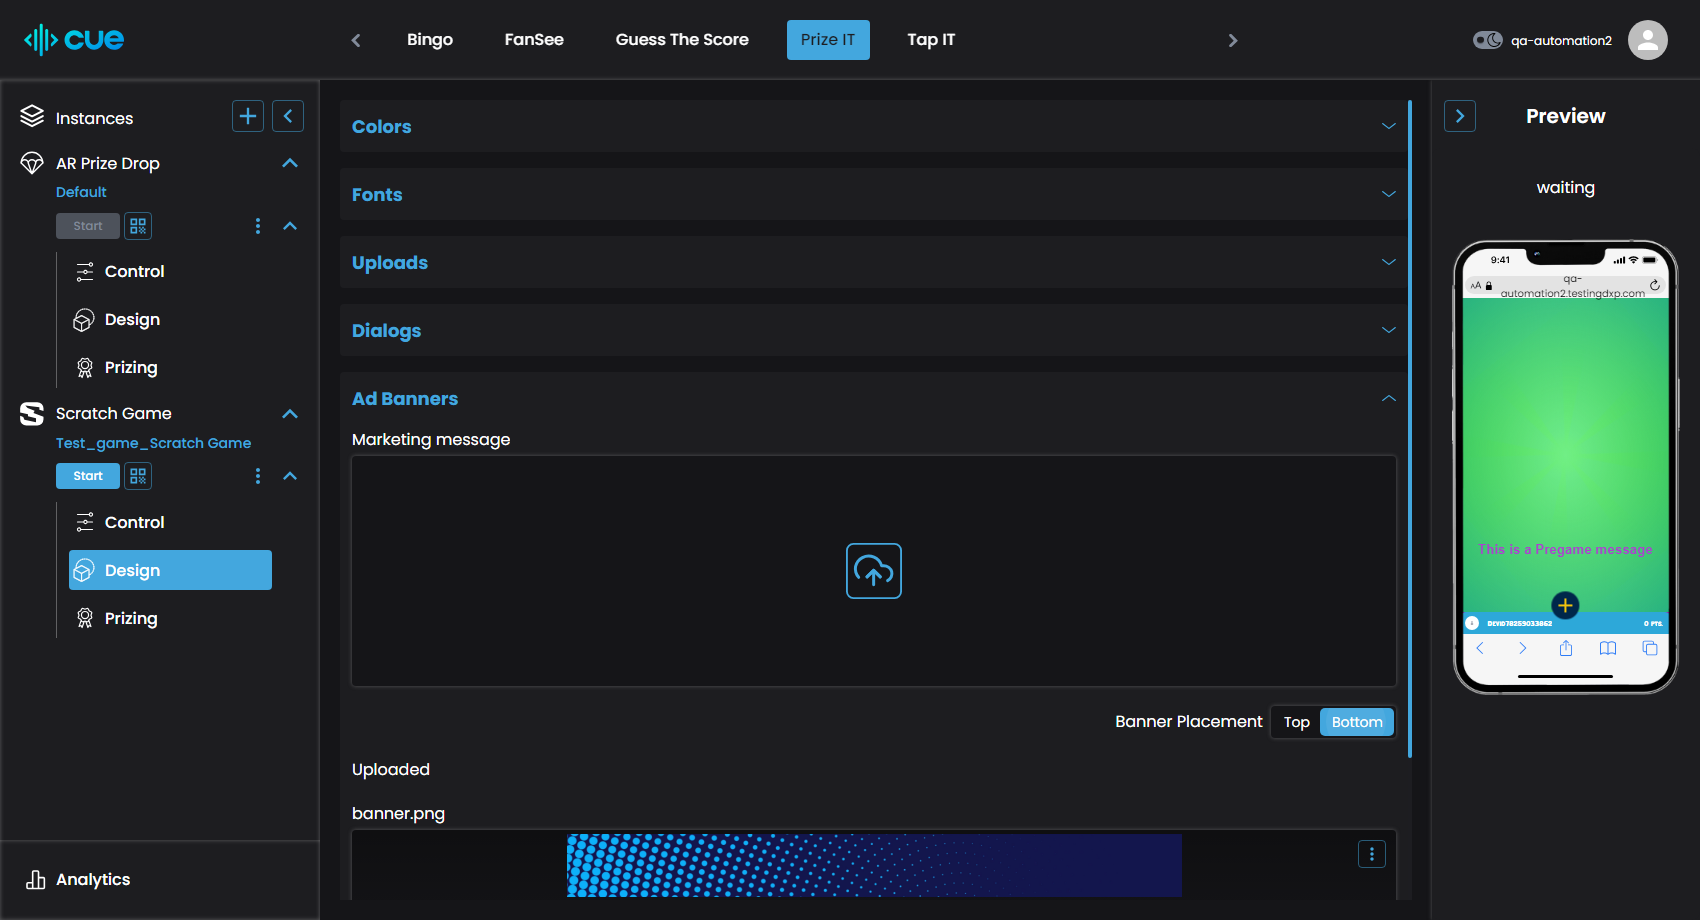 cue
Bingo
FanSee
Guess The Score
Prize IT
Tap IT
qa-automation2
Instances
AR Prize Drop
Default
Start
Control
Design
Prizing
Scratch Game
Test_game_Scratch Game
Start
Control
Design
Prizing
Analytics
Colors
Fonts
Uploads
Dialogs
Ad Banners
Marketing message
Banner Placement
Top
Bottom
Uploaded
banner.png
Preview
waiting
9:41
AA
qa-
automation2.testingdxp.com
This is a Pregame message
DEVID78259033862
0 PTS.